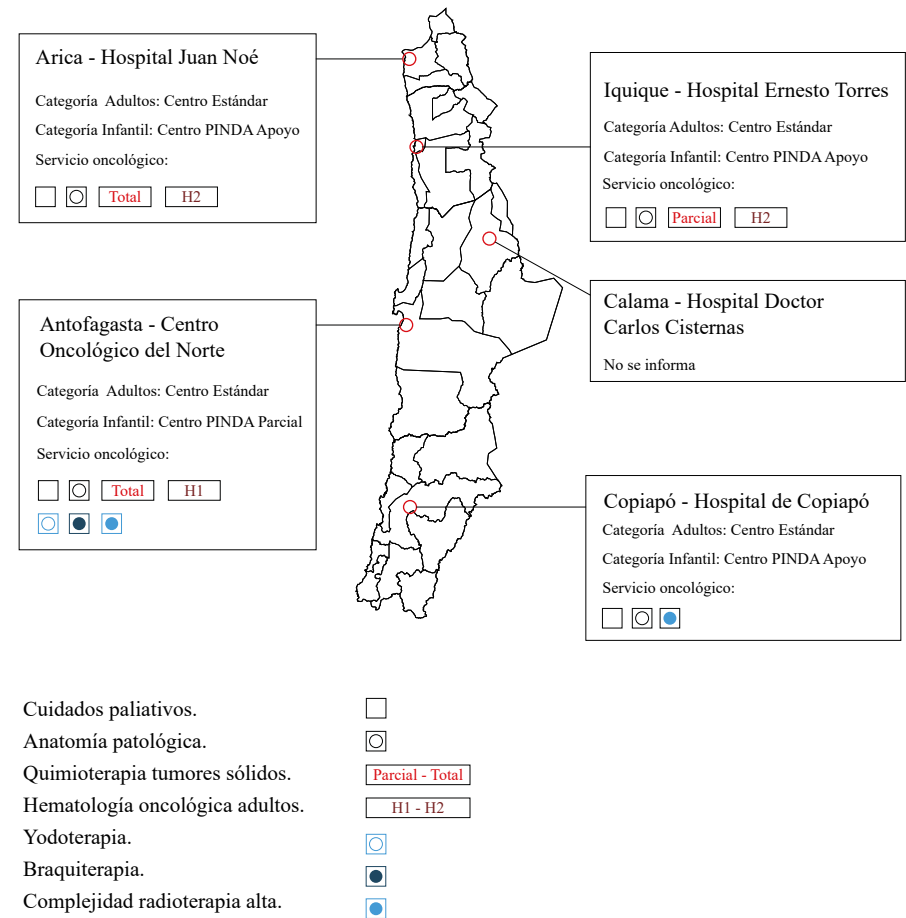 Arica - Hospital Juan Noé
Categoría Adultos: Centro Estándar
Categoría Infantil: Centro PINDA Apoyo
Servicio oncológico:
Total H2
Iquique - Hospital Ernesto Torres
Categoría Adultos: Centro Estándar
Categoría Infantil: Centro PINDA Apoyo
Servicio oncológico:
Parcial H2
Calama - Hospital Doctor
Carlos Cisternas
No se informa
Antofagasta - Centro
Oncológico del Norte
Categoría Adultos: Centro Estándar
Categoría Infantil: Centro PINDA Parcial
Servicio oncológico:
Total H1
Copiapó - Hospital de Copiapó
Categoría Adultos: Centro Estándar
Categoría Infantil: Centro PINDA Apoyo
Servicio oncológico:
Cuidados paliativos.
Anatomía patológica.
Quimioterapia tumores sólidos. Parcial - Total
Hematología oncológica adultos. H1 - H2
Yodoterapia.
Braquiterapia.
Complejidad radioterapia alta.